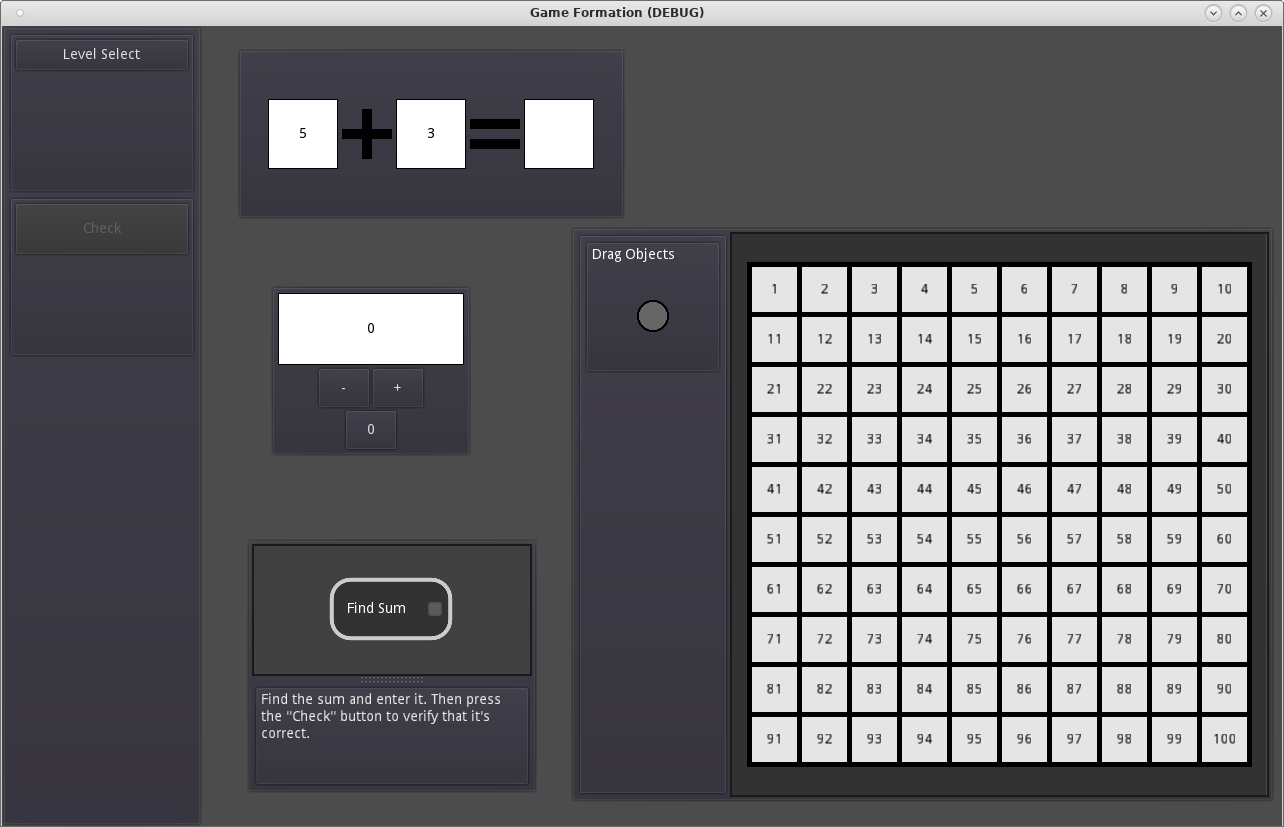 Game Formation (DEBUG)
Level Select
Check
5 + 3 =
0
- +
0
Find Sum
Find the sum and enter it. Then press
the "Check" button to verify that it's
correct.
Drag Objects
1 2 3 4 5 6 7 8 9 10
11 12 13 14 15 16 17 18 19 20
21 22 23 24 25 26 27 28 29 30
31 32 33 34 35 36 37 38 39 40
41 42 43 44 45 46 47 48 49 50
51 52 53 54 55 56 57 58 59 60
61 62 63 64 65 66 67 68 69 70
71 72 73 74 75 76 77 78 79 80
81 82 83 84 85 86 87 88 89 90
91 92 93 94 95 96 97 98 99 100